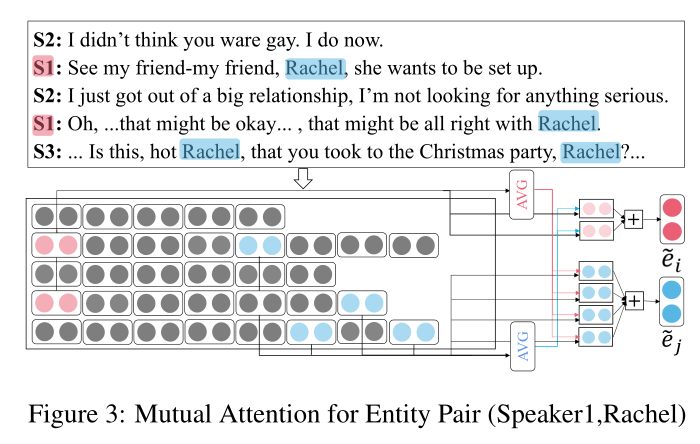 S2: I didn't think you ware gay. I do now.
S1: See my friend-my friend, Rachel, she wants to be set up.
S2: I just got out of a big relationship, I'm not looking for anything serious.
S1: Oh, ...that might be okay... , that might be all right with Rachel.
S3: ... Is this, hot Rachel, that you took to the Christmas party, Rachel?...
AVG
+
ẽi
+
AVG
ẽj
Figure 3: Mutual Attention for Entity Pair (Speaker1,Rachel)